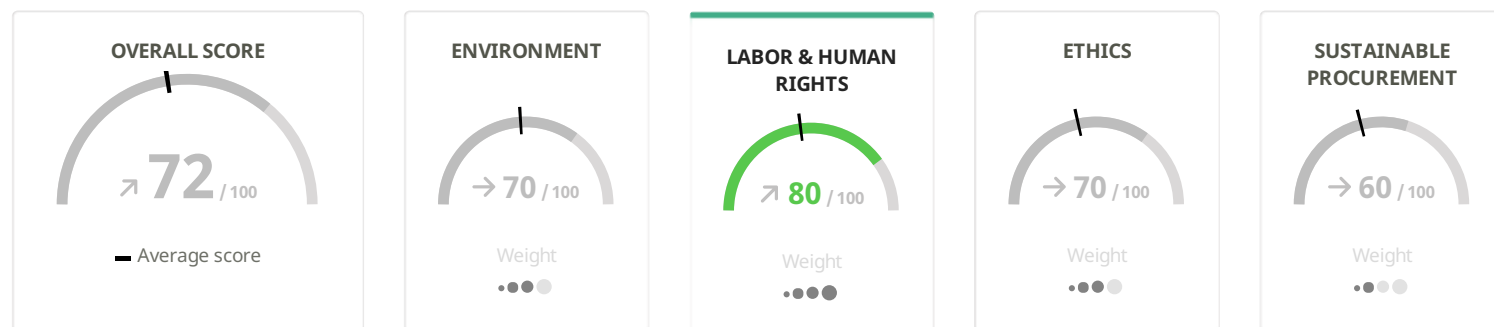 OVERALL SCORE
72 / 100
Average score
ENVIRONMENT
70 / 100
Weight
LABOR & HUMAN
RIGHTS
80 / 100
Weight
ETHICS
70 / 100
Weight
SUSTAINABLE
PROCUREMENT
60 / 100
Weight